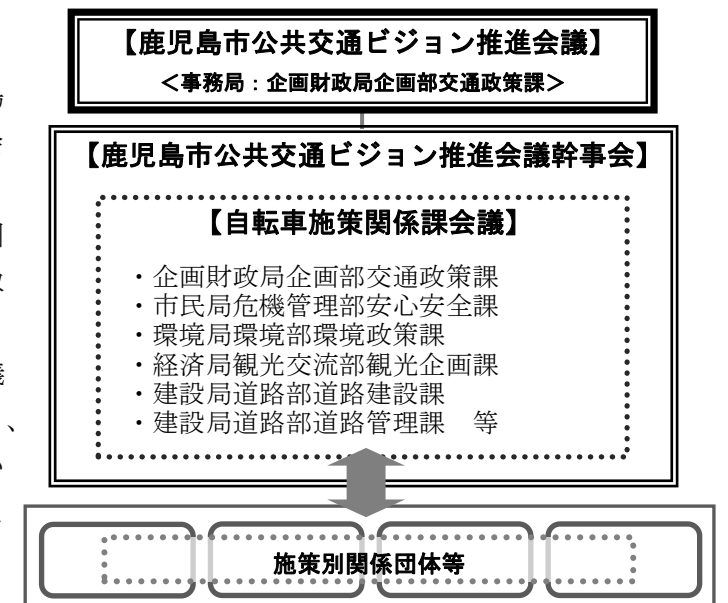 【鹿児島市公共交通ビジョン推進会議】
＜事務局：企画財政局企画部交通政策課＞
【鹿児島市公共交通ビジョン推進会議幹事会】
【自転車施策関係課会議】
・企画財政局企画部交通政策課
・市民局危機管理部安心安全課
・環境局環境部環境政策課
・経済局観光交流部観光企画課
・建設局道路部道路建設課
・建設局道路部道路管理課　等
施策別関係団体等